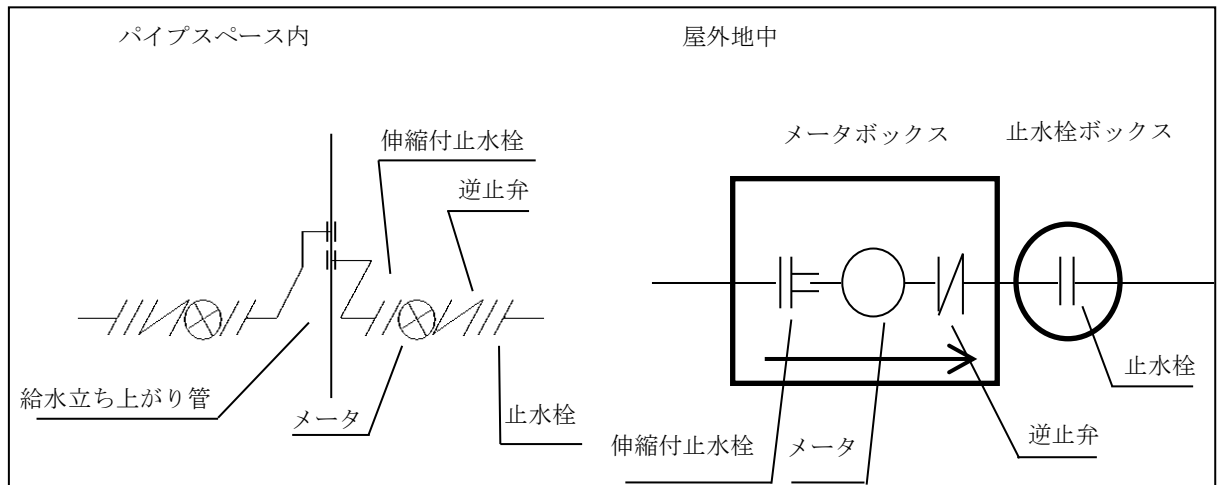 パイプスペース内
伸縮付止水栓
逆止弁
給水立ち上がり管
メータ
止水栓
屋外地中
メータボックス
止水栓ボックス
止水栓
逆止弁
伸縮付止水栓
メータ